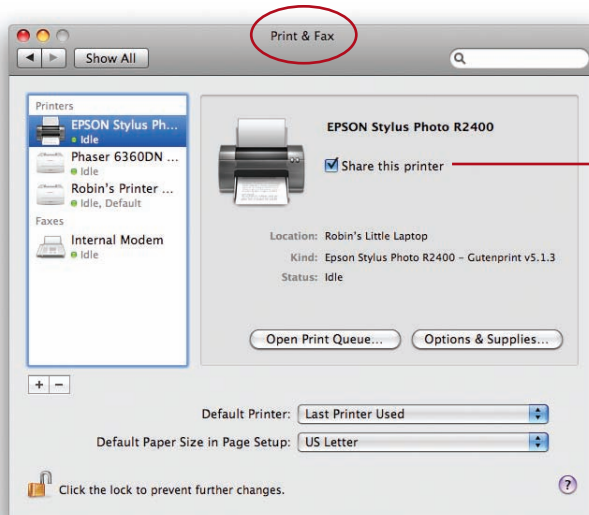 Print & Fax
Show All
Printers
EPSON Stylus Ph...
Idle
Phaser 6360DN ...
Idle
Robin's Printer ...
Idle, Default
Faxes
Internal Modem
Idle
EPSON Stylus Photo R2400
Share this printer
Location: Robin's Little Laptop
Kind: Epson Stylus Photo R2400 – Gutenprint v5.1.3
Status: Idle
Open Print Queue...
Options & Supplies...
+ −
Default Printer: Last Printer Used
Default Paper Size in Page Setup: US Letter
Click the lock to prevent further changes.
?